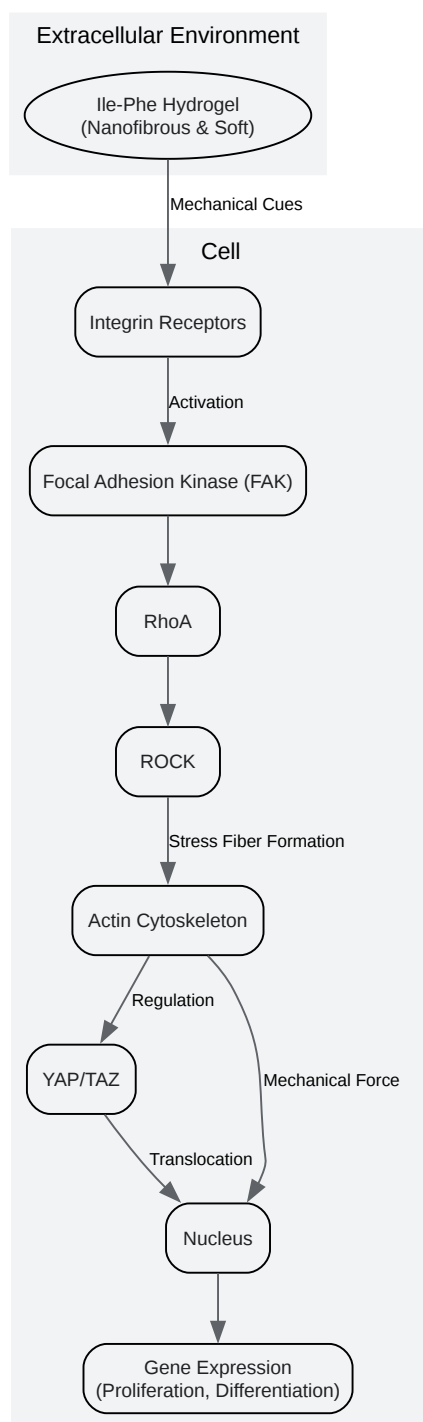 Extracellular Environment
Ile-Phe Hydrogel
(Nanofibrous & Soft)
Mechanical Cues
Cell
Integrin Receptors
Activation
Focal Adhesion Kinase (FAK)
RhoA
ROCK
Stress Fiber Formation
Actin Cytoskeleton
Regulation
YAP/TAZ
Mechanical Force
Translocation
Nucleus
Gene Expression
(Proliferation, Differentiation)